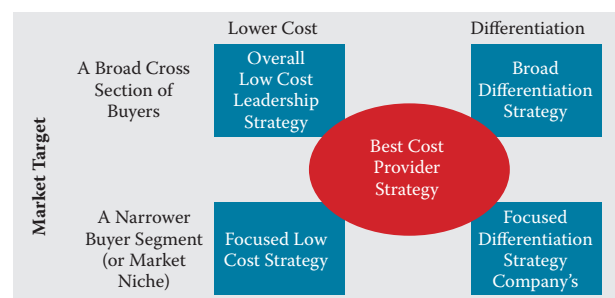 Lower Cost
Differentiation
Market Target
A Broad Cross
Section of
Buyers
Overall
Low Cost
Leadership
Strategy
Broad
Differentiation
Strategy
Best Cost
Provider
Strategy
A Narrower
Buyer Segment
(or Market
Niche)
Focused Low
Cost Strategy
Focused
Differentiation
Strategy
Company's